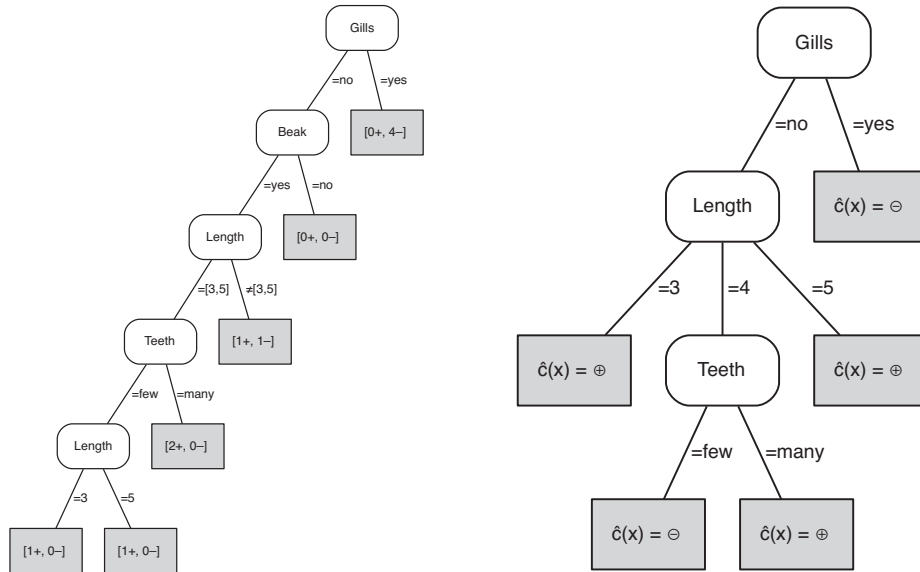 Gills
=no
=yes
Beak
[0+, 4–]
=yes
=no
Length
[0+, 0–]
=[3,5]
≠[3,5]
Teeth
[1+, 1–]
=few
=many
Length
[2+, 0–]
=3
=5
[1+, 0–]
[1+, 0–]
Gills
=no
=yes
Length
ĉ(x) = ⊖
=3
=4
=5
ĉ(x) = ⊕
Teeth
ĉ(x) = ⊕
=few
=many
ĉ(x) = ⊖
ĉ(x) = ⊕